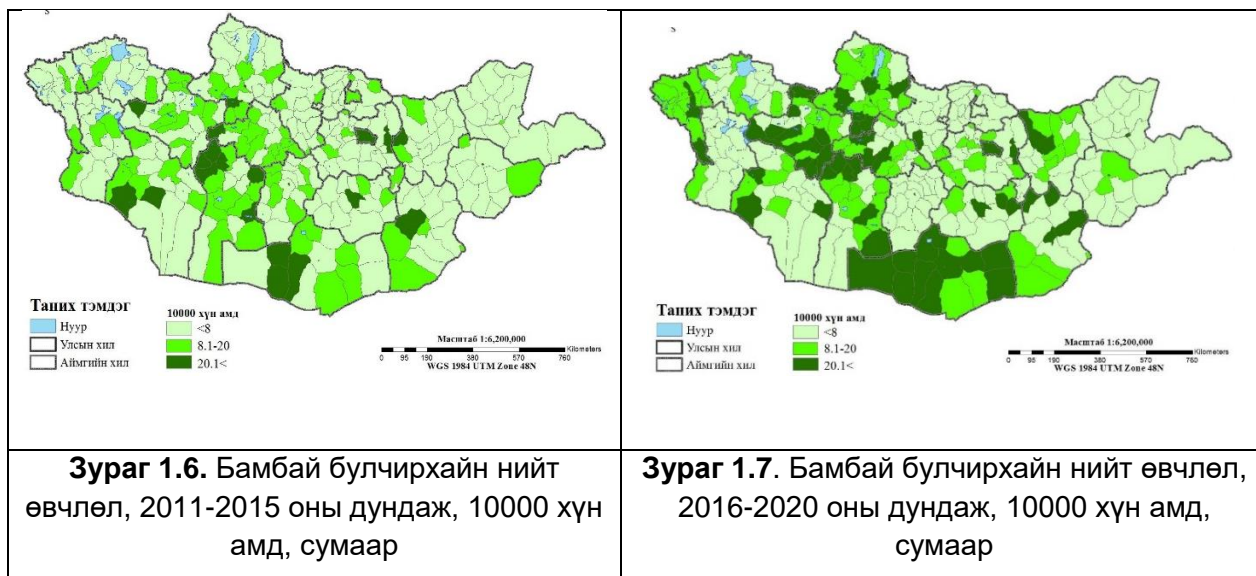 s
Таних тэмдэг
Нуур
Улсын хил
Аймгийн хил
10000 хүн амд
<8
8.1-20
20.1<
Масштаб 1:6,200,000
Kilometers
0 95 190 380 570 760
WGS 1984 UTM Zone 48N
s
Таних тэмдэг
Нуур
Улсын хил
Аймгийн хил
10000 хүн амд
<8
8.1-20
20.1<
Масштаб 1:6,200,000
Kilometers
0 95 190 380 570 760
WGS 1984 UTM Zone 48N
Зураг 1.6. Бамбай булчирхайн нийт
өвчлөл, 2011-2015 оны дундаж, 10000 хүн
амд, сумаар
Зураг 1.7. Бамбай булчирхайн нийт өвчлөл,
2016-2020 оны дундаж, 10000 хүн амд,
сумаар